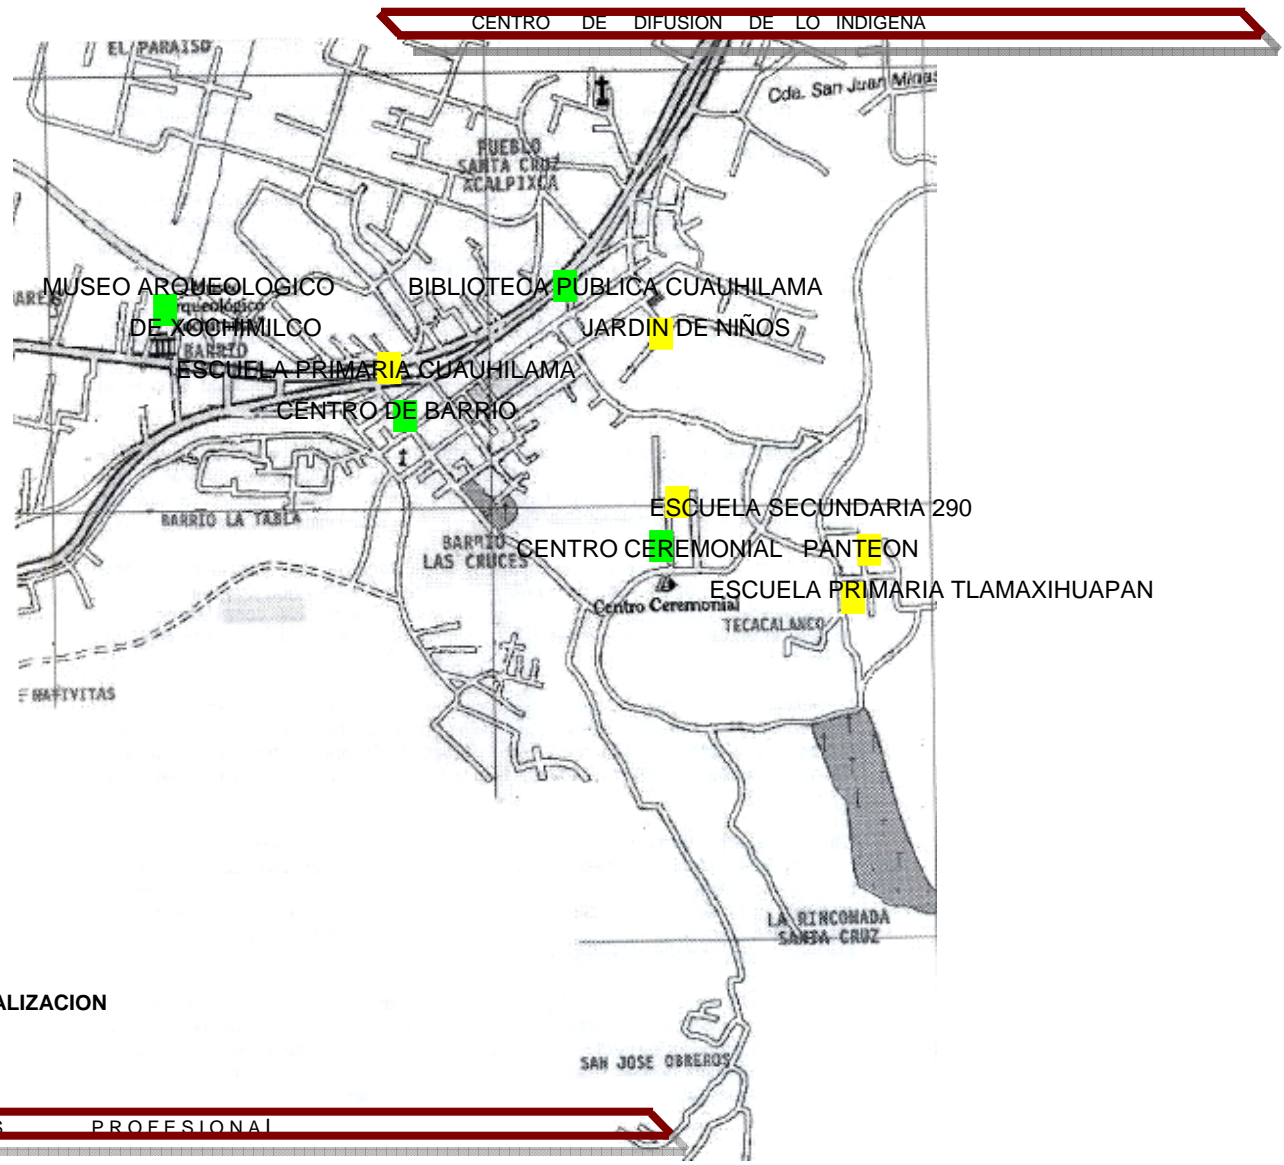 CENTRO DE DIFUSION DE LO INDIGENA
EL PARAISO
Cda. San Juan Minas
PUEBLO
SANTA CRUZ
ACALPIXCA
MUSEO ARQUEOLOGICO
BIBLIOTECA PUBLICA CUAUHILAMA
queológico
DE XOCHIMILCO
JARDIN DE NIÑOS
BARRIO
ESCUELA PRIMARIA CUAUHILAMA
CENTRO DE BARRIO
ESCUELA SECUNDARIA 290
BARRIO LA TABLA
BARRIO
LAS CRUCES
CENTRO CEREMONIAL
PANTEON
ESCUELA PRIMARIA TLAMAXIHUAPAN
Centro Ceremonial
TECACALANCO
NATIVITAS
LA RINCONADA
SANTA CRUZ
ALIZACION
SAN JOSE OBREROS
S PROFESIONAL